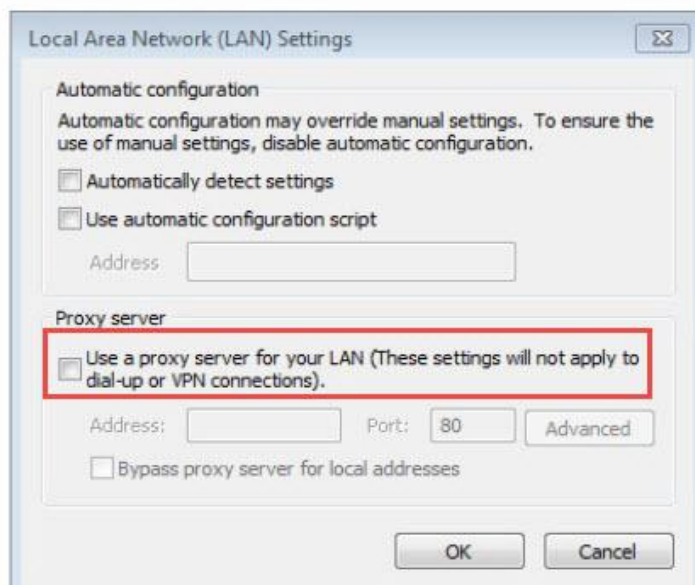 Local Area Network (LAN) Settings
Automatic configuration
Automatic configuration may override manual settings. To ensure the
use of manual settings, disable automatic configuration.
Automatically detect settings
Use automatic configuration script
Address
Proxy server
Use a proxy server for your LAN (These settings will not apply to
dial-up or VPN connections).
Address: Port: 80 Advanced
Bypass proxy server for local addresses
OK Cancel